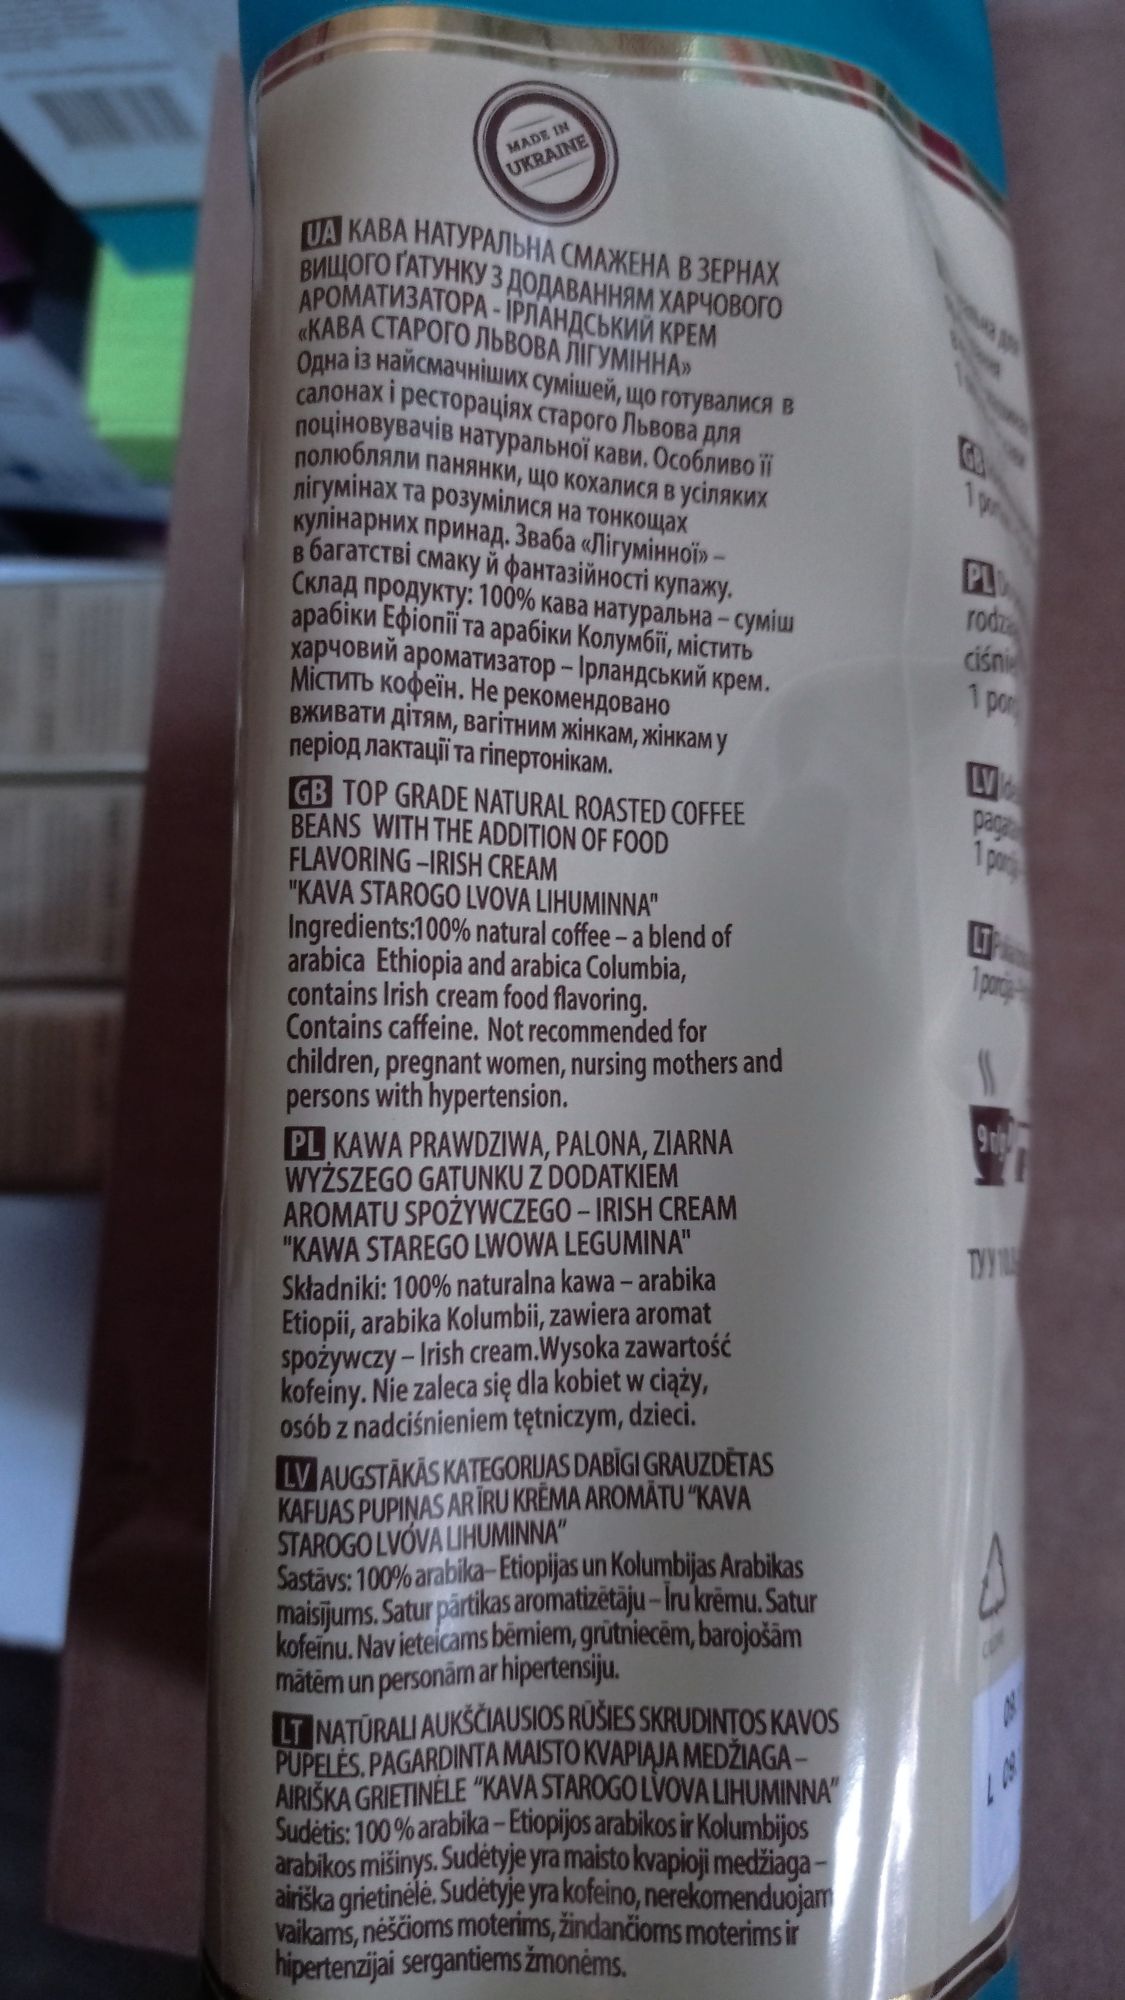 MADE IN
UKRAINE
UA КАВА НАТУРАЛЬНА СМАЖЕНА В ЗЕРНАХ
ВИЩОГО ҐАТУНКУ З ДОДАВАННЯМ ХАРЧОВОГО
АРОМАТИЗАТОРА - ІРЛАНДСЬКИЙ КРЕМ
«КАВА СТАРОГО ЛЬВОВА ЛІГУМІННА»
Одна із найсмачніших сумішей, що готувалися в
салонах і рестораціях старого Львова для
поціновувачів натуральної кави. Особливо її
полюбляли панянки, що кохалися в усіляких
лігумінах та розумілися на тонкощах
кулінарних принад. Зваба «Лігумінної» –
в багатстві смаку й фантазійності купажу.
Склад продукту: 100% кава натуральна – суміш
арабіки Ефіопії та арабіки Колумбії, містить
харчовий ароматизатор – Ірландський крем.
Містить кофеїн. Не рекомендовано
вживати дітям, вагітним жінкам, жінкам у
період лактації та гіпертонікам.
GB TOP GRADE NATURAL ROASTED COFFEE
BEANS WITH THE ADDITION OF FOOD
FLAVORING –IRISH CREAM
"KAVA STAROGO LVOVA LIHUMINNA"
Ingredients:100% natural coffee – a blend of
arabica Ethiopia and arabica Columbia,
contains Irish cream food flavoring.
Contains caffeine. Not recommended for
children, pregnant women, nursing mothers and
persons with hypertension.
PL KAWA PRAWDZIWA, PALONA, ZIARNA
WYŻSZEGO GATUNKU Z DODATKIEM
AROMATU SPOŻYWCZEGO – IRISH CREAM
"KAWA STAREGO LWOWA LEGUMINA"
Składniki: 100% naturalna kawa – arabika
Etiopii, arabika Kolumbii, zawiera aromat
spożywczy – Irish cream.Wysoka zawartość
kofeiny. Nie zaleca się dla kobiet w ciąży,
osób z nadciśnieniem tętniczym, dzieci.
LV AUGSTĀKĀS KATEGORIJAS DABĪGI GRAUZDĒTAS
KAFIJAS PUPIŅAS AR ĪRU KRĒMA AROMĀTU “KAVA
STAROGO LVÓVA LIHUMINNA”
Sastāvs: 100% arabika– Etiopijas un Kolumbijas Arabikas
maisījums. Satur pārtikas aromatizētāju – Īru krēmu. Satur
kofeīnu. Nav ieteicams bērniem, grūtniecēm, barojošām
mātēm un personām ar hipertensiju.
LT NATŪRALI AUKŠČIAUSIOS RŪŠIES SKRUDINTOS KAVOS
PUPELĖS, PAGARDINTA MAISTO KVAPIĄJA MEDŽIAGA –
AIRIŠKA GRIETINĖLE “KAVA STAROGO LVOVA LIHUMINNA”
Sudėtis: 100 % arabika – Etiopijos arabikos ir Kolumbijos
arabikos mišinys. Sudėtyje yra maisto kvapioji medžiaga –
airiška grietinėlė. Sudėtyje yra kofeino, nerekomenduojam
vaikams, nėščioms moterims, žindančioms moterims ir
hipertenzijai sergantiems žmonėms.
GB
1
PL
1
LV
1
LT
1 porcija
ТУ У